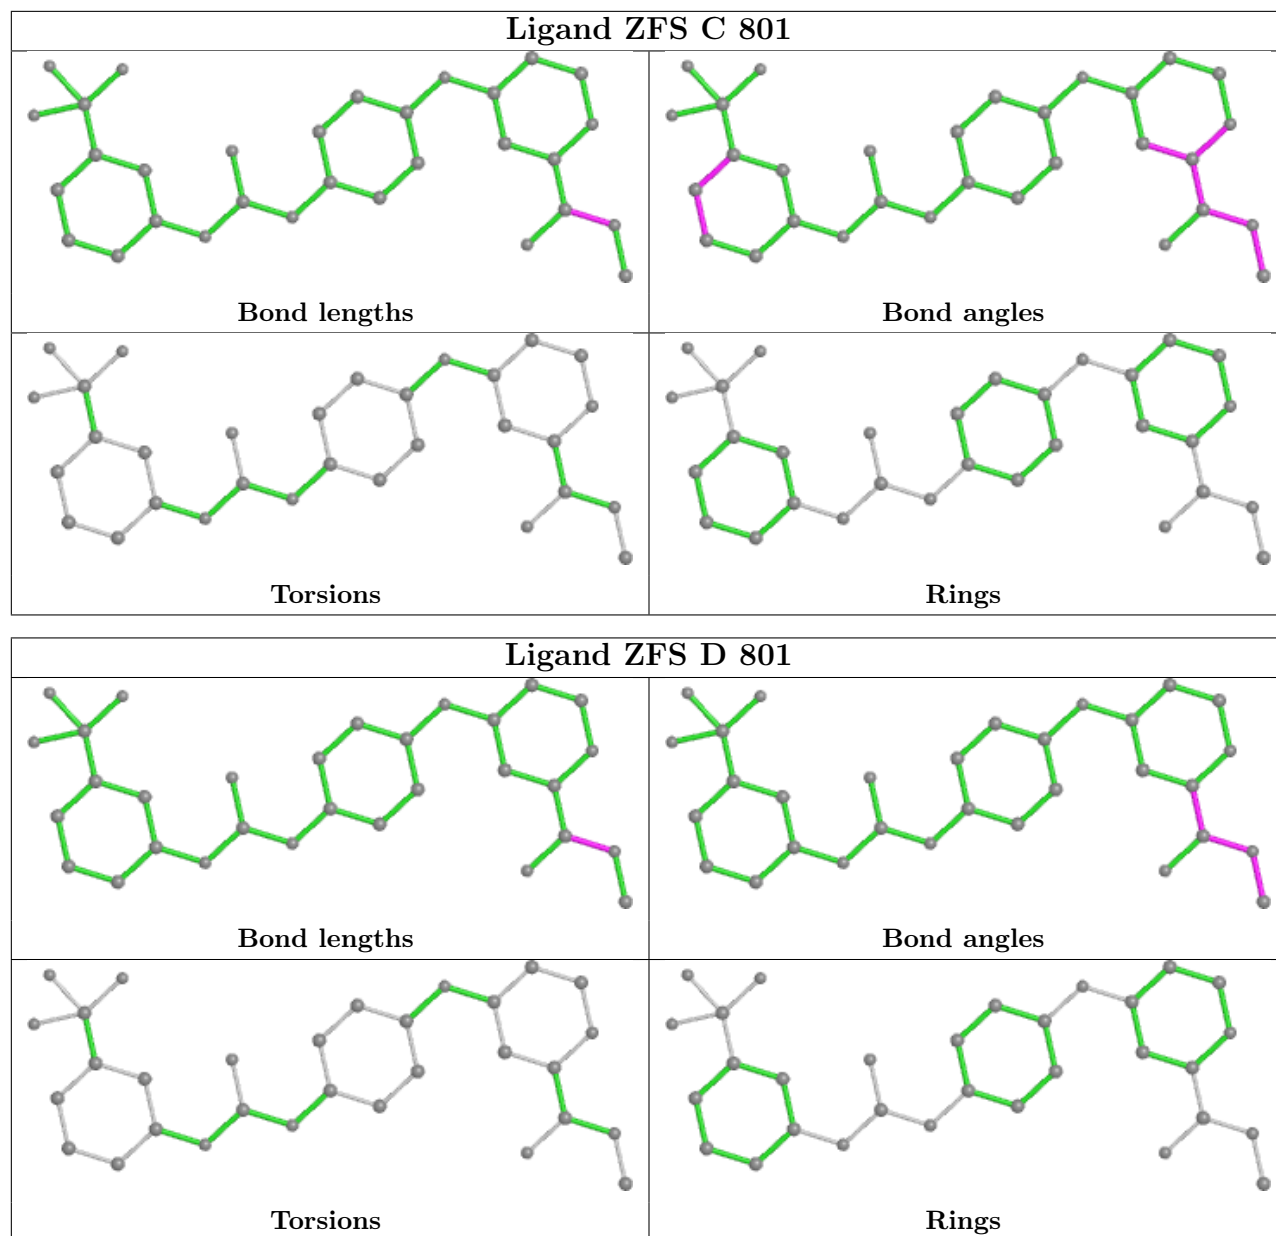 Ligand ZFS C 801
Bond lengths
Bond angles
Torsions
Rings
Ligand ZFS D 801
Bond lengths
Bond angles
Torsions
Rings